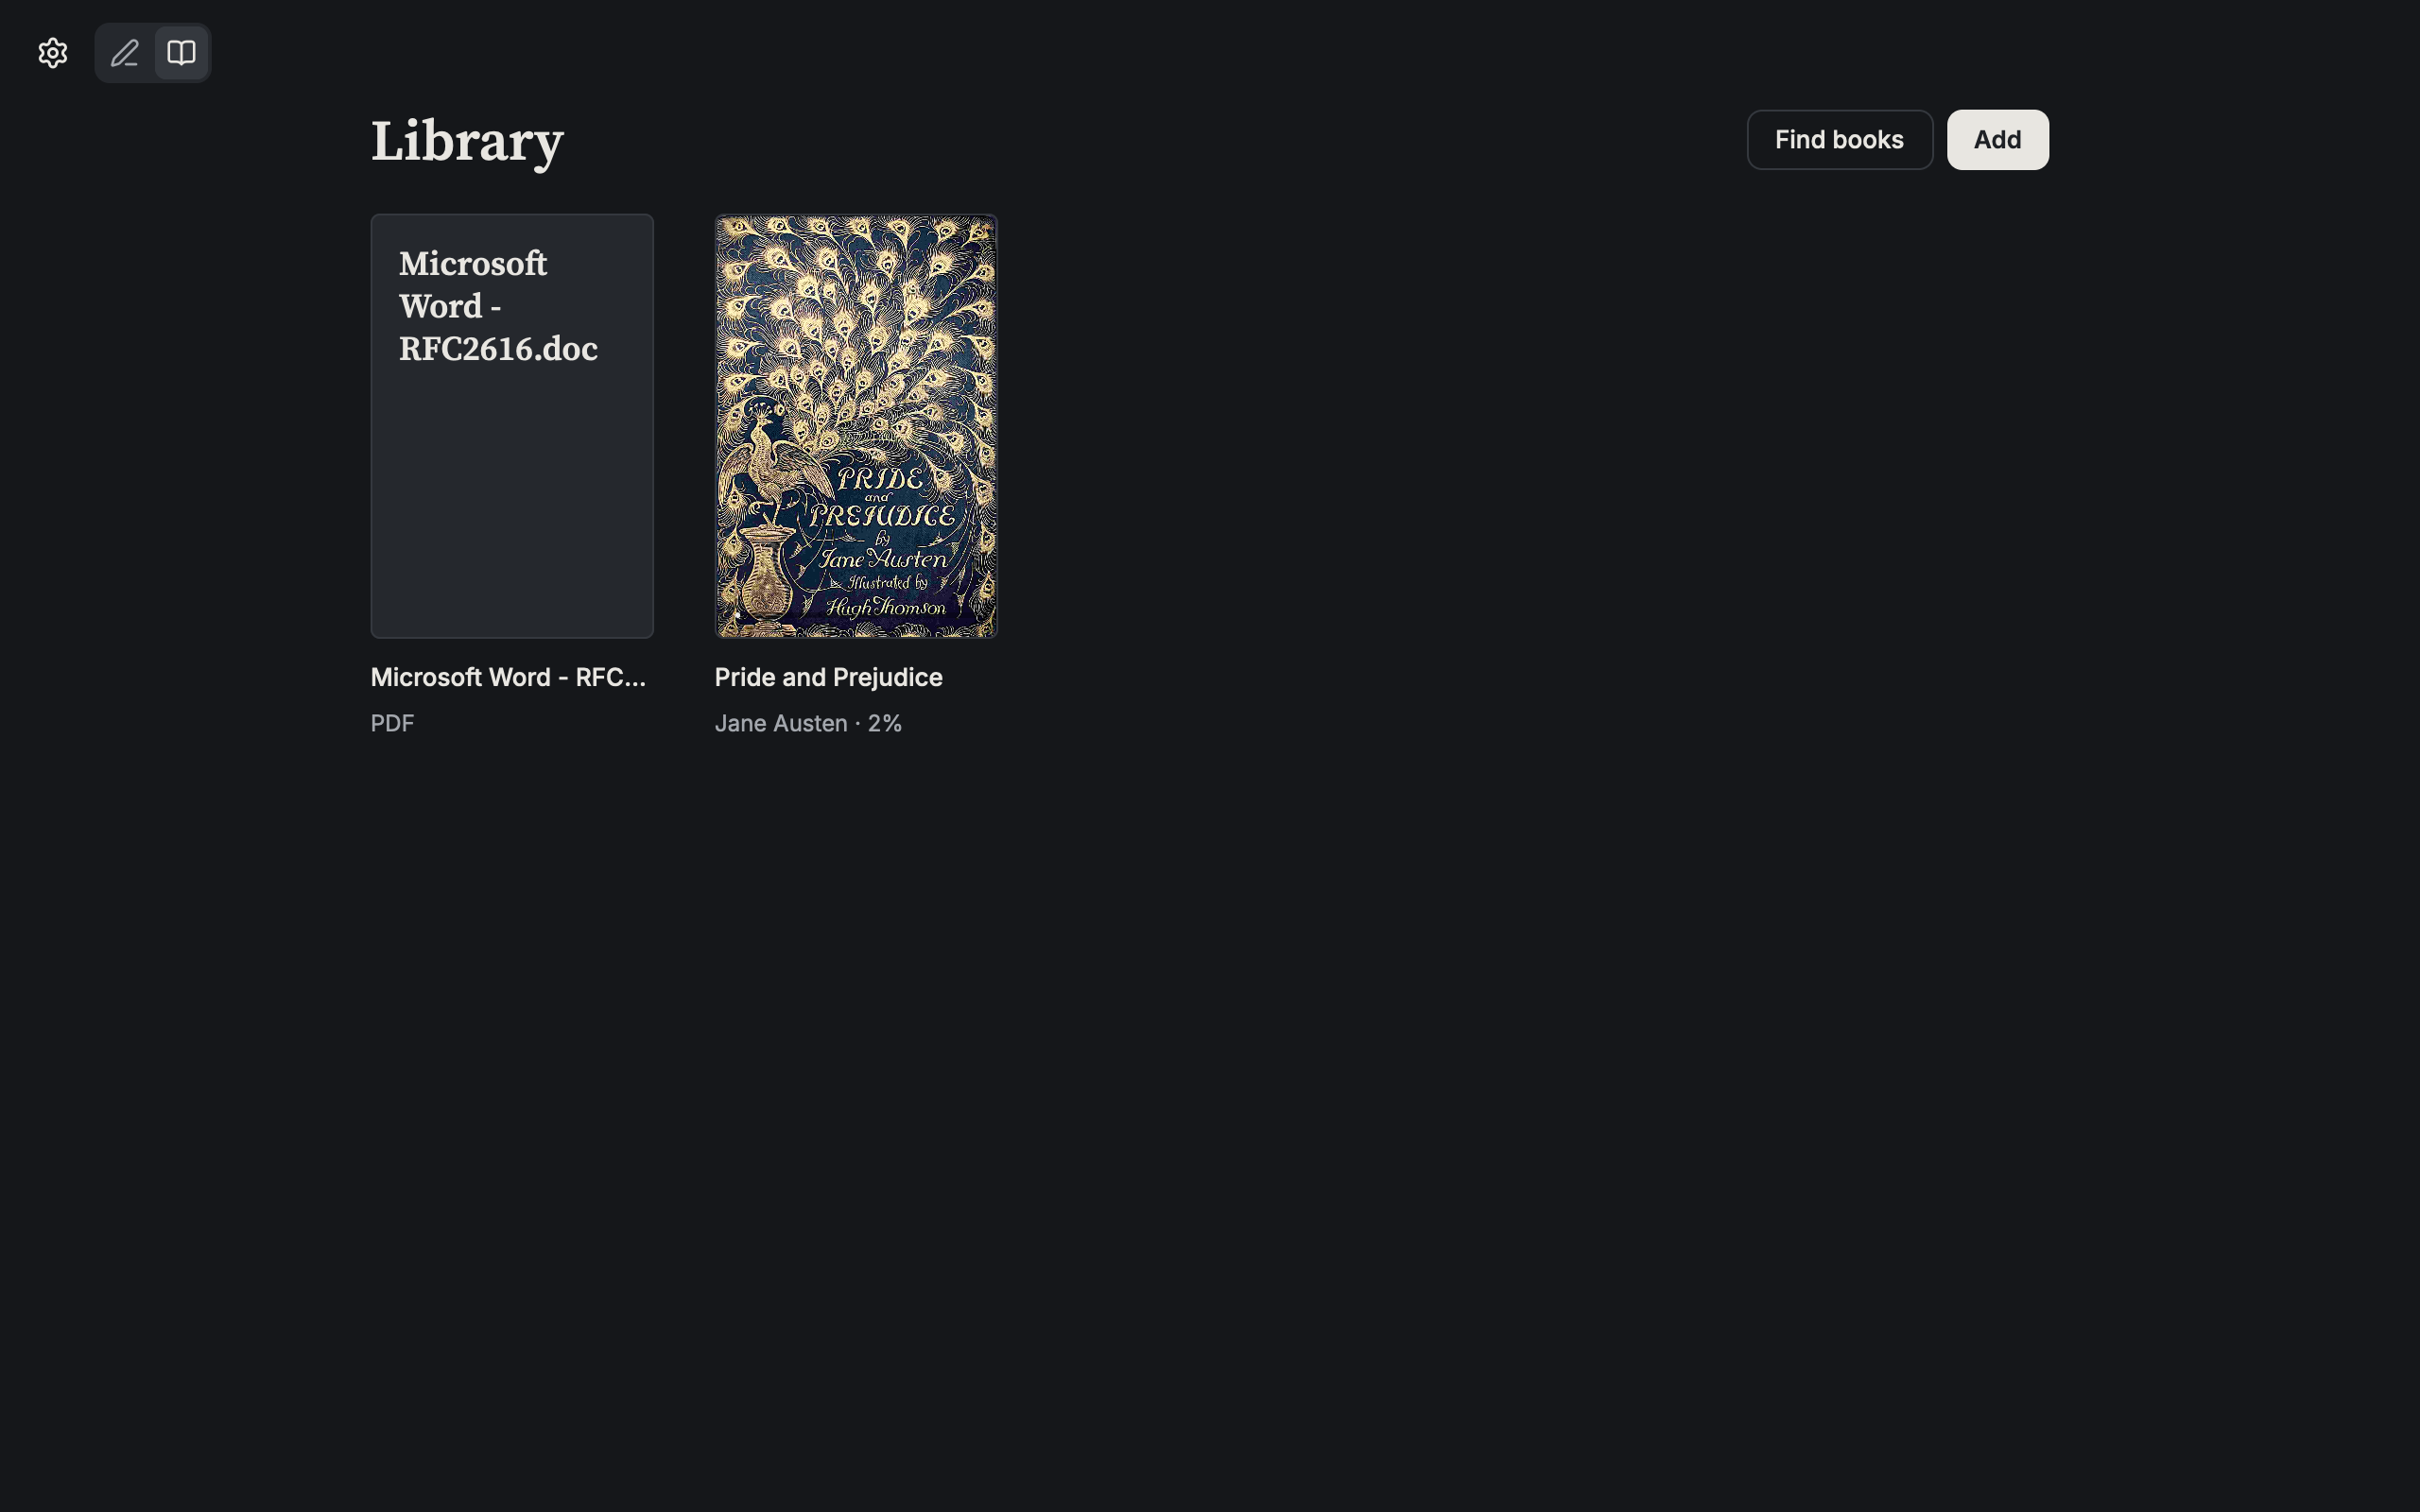 Library
Find books
Add
Microsoft
Word -
RFC2616.doc
PRIDE
and
PREJUDICE
by
Jane Austen
Illustrated by
Hugh Thomson
Microsoft Word - RFC...
PDF
Pride and Prejudice
Jane Austen · 2%